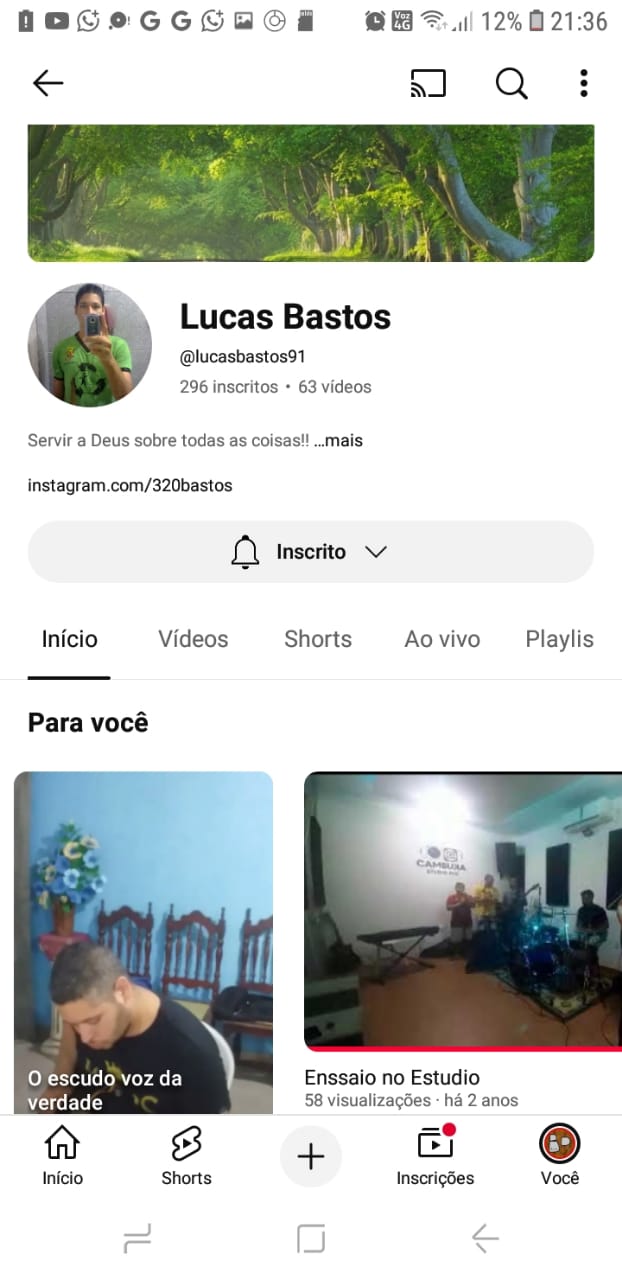 Voz
4G
12%
21:36
Lucas Bastos
@lucasbastos91
296 inscritos • 63 vídeos
Servir a Deus sobre todas as coisas!! ...mais
instagram.com/320bastos
Inscrito
Início Vídeos Shorts Ao vivo Playlis
Para você
CAMBUXA
O escudo voz da
verdade
Enssaio no Estudio
58 visualizações · há 2 anos
Início Shorts Inscrições Você